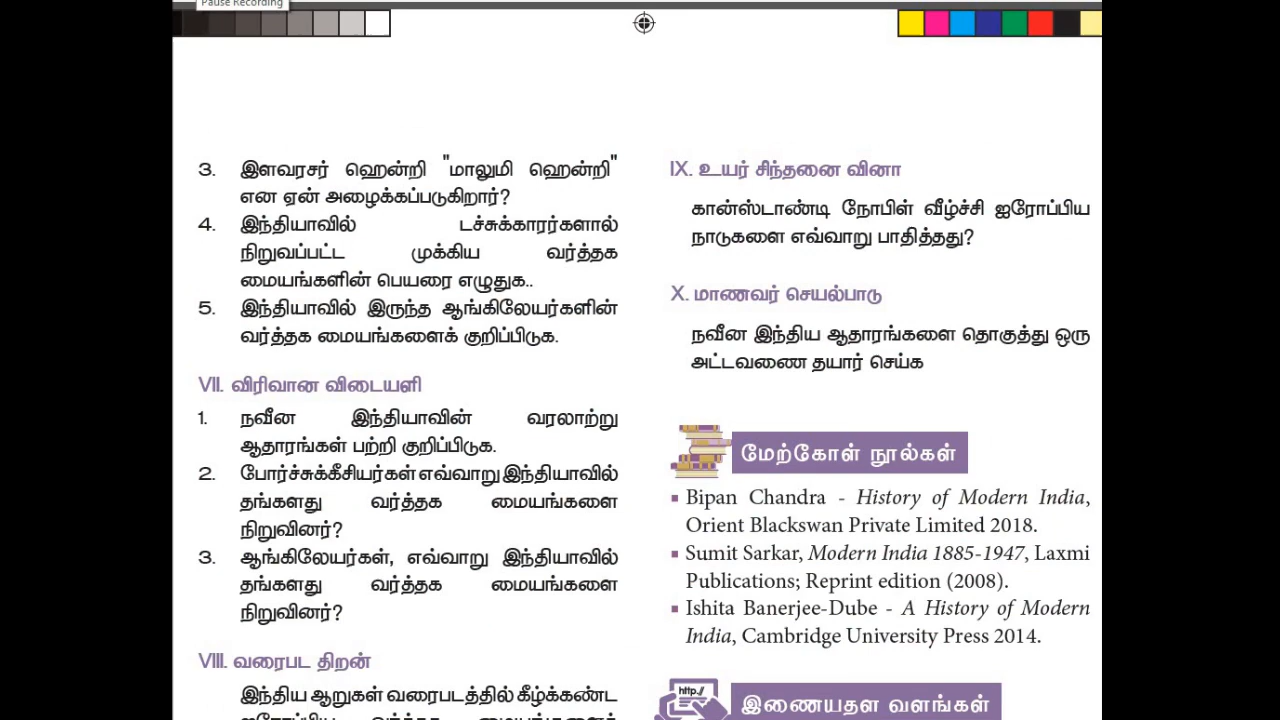 Pause Recording
3. இளவரசர் ஹென்றி "மாலுமி ஹென்றி"
என ஏன் அழைக்கப்படுகிறார்?
4. இந்தியாவில் டச்சுக்காரர்களால்
நிறுவப்பட்ட முக்கிய வர்த்தக
மையங்களின் பெயரை எழுதுக..
5. இந்தியாவில் இருந்த ஆங்கிலேயர்களின்
வர்த்தக மையங்களைக் குறிப்பிடுக.
VII. விரிவான விடையளி
1. நவீன இந்தியாவின் வரலாற்று
ஆதாரங்கள் பற்றி குறிப்பிடுக.
2. போர்ச்சுக்கீசியர்கள் எவ்வாறு இந்தியாவில்
தங்களது வர்த்தக மையங்களை
நிறுவினர்?
3. ஆங்கிலேயர்கள், எவ்வாறு இந்தியாவில்
தங்களது வர்த்தக மையங்களை
நிறுவினர்?
VIII. வரைபட திறன்
இந்திய ஆறுகள் வரைபடத்தில் கீழ்க்கண்ட
IX. உயர் சிந்தனை வினா
கான்ஸ்டாண்டி நோபிள் வீழ்ச்சி ஐரோப்பிய
நாடுகளை எவ்வாறு பாதித்தது?
X. மாணவர் செயல்பாடு
நவீன இந்திய ஆதாரங்களை தொகுத்து ஒரு
அட்டவணை தயார் செய்க
மேற்கோள் நூல்கள்
▪ Bipan Chandra - History of Modern India,
Orient Blackswan Private Limited 2018.
▪ Sumit Sarkar, Modern India 1885-1947, Laxmi
Publications; Reprint edition (2008).
▪ Ishita Banerjee-Dube - A History of Modern
India, Cambridge University Press 2014.
http://
இணையதள வளங்கள்